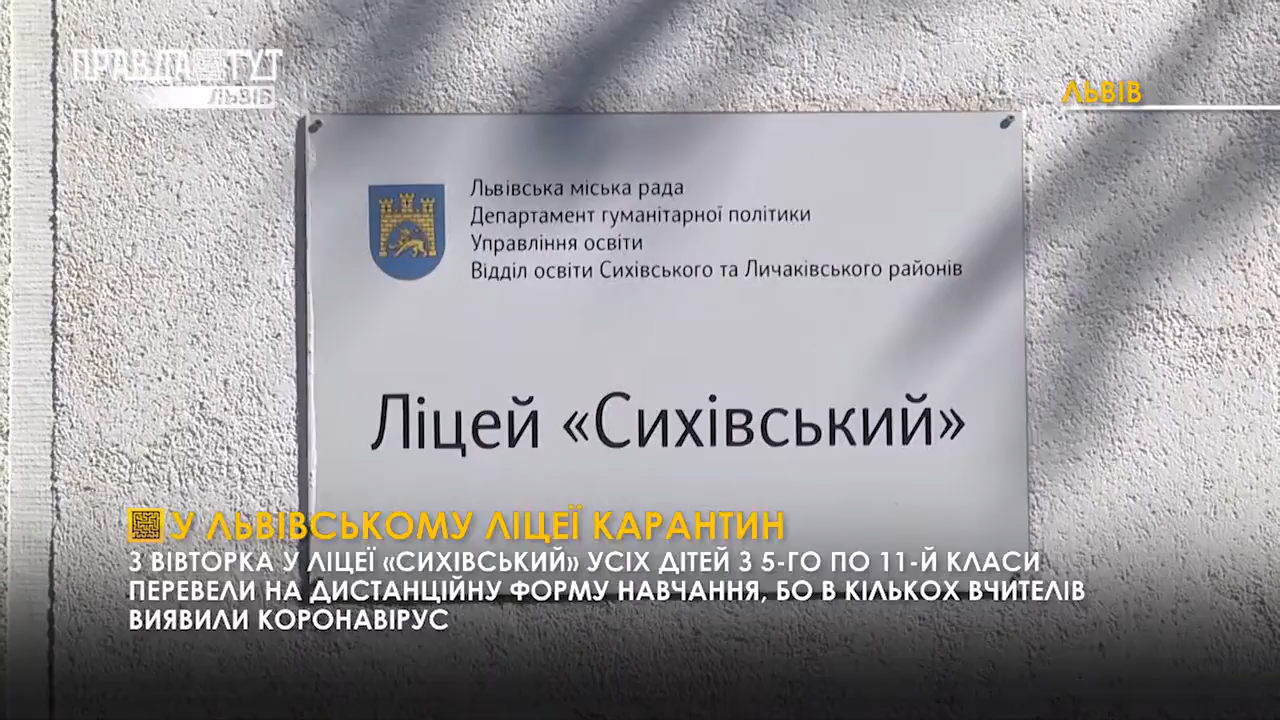 ПРАВДА ТУТ
ЛЬВІВ
ЛЬВІВ
Львівська міська рада
Департамент гуманітарної політики
Управління освіти
Відділ освіти Сихівського та Личаківського районів
Ліцей «Сихівський»
У ЛЬВІВСЬКОМУ ЛІЦЕЇ КАРАНТИН
З ВІВТОРКА У ЛІЦЕЇ «СИХІВСЬКИЙ» УСІХ ДІТЕЙ З 5-ГО ПО 11-Й КЛАСИ
ПЕРЕВЕЛИ НА ДИСТАНЦІЙНУ ФОРМУ НАВЧАННЯ, БО В КІЛЬКОХ ВЧИТЕЛІВ
ВИЯВИЛИ КОРОНАВІРУС